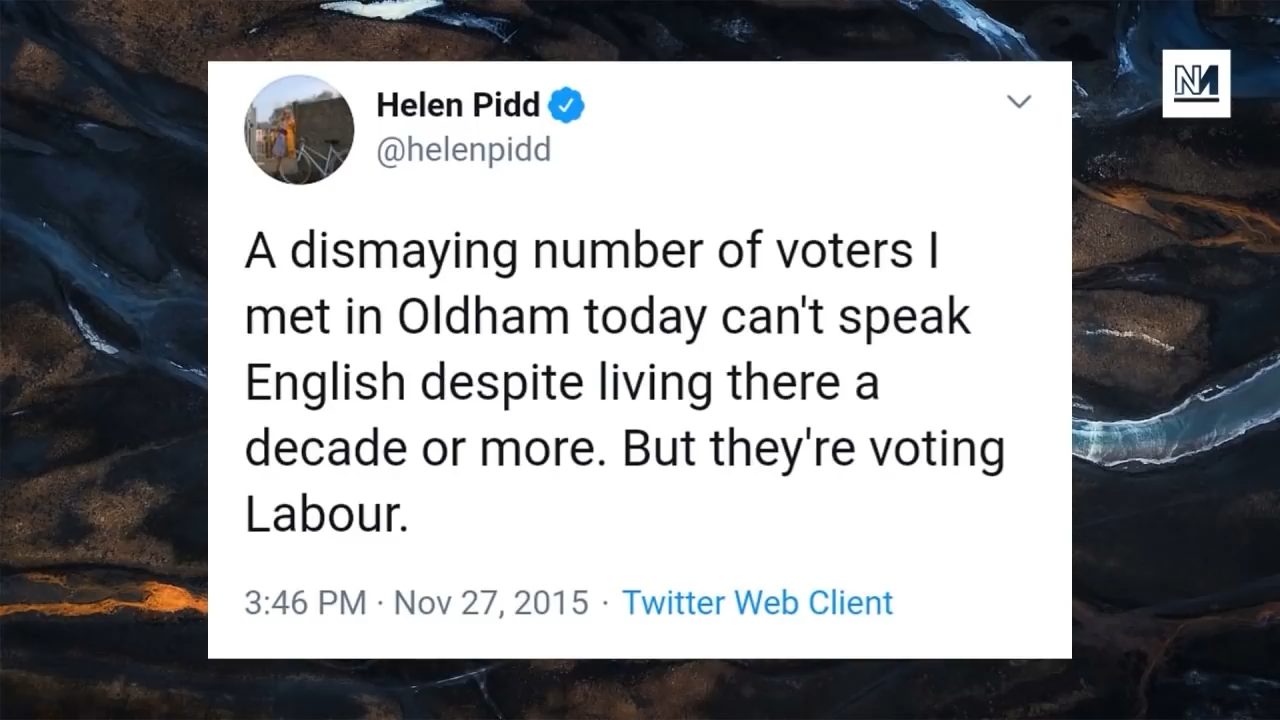 Helen Pidd
@helenpidd
A dismaying number of voters I
met in Oldham today can't speak
English despite living there a
decade or more. But they're voting
Labour.
3:46 PM · Nov 27, 2015 · Twitter Web Client
NM